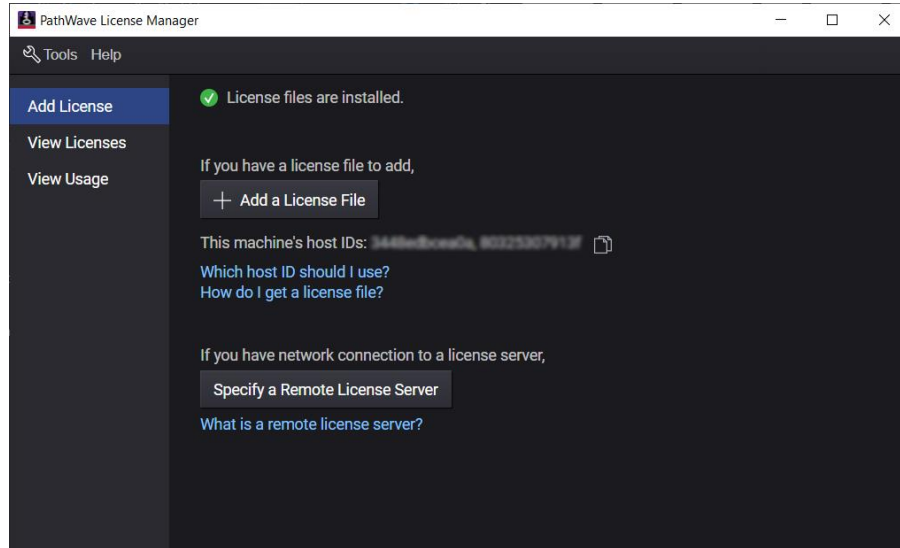 PathWave License Manager
Tools Help
Add License
View Licenses
View Usage
License files are installed.
If you have a license file to add,
+ Add a License File
This machine's host IDs:
Which host ID should I use?
How do I get a license file?
If you have network connection to a license server,
Specify a Remote License Server
What is a remote license server?